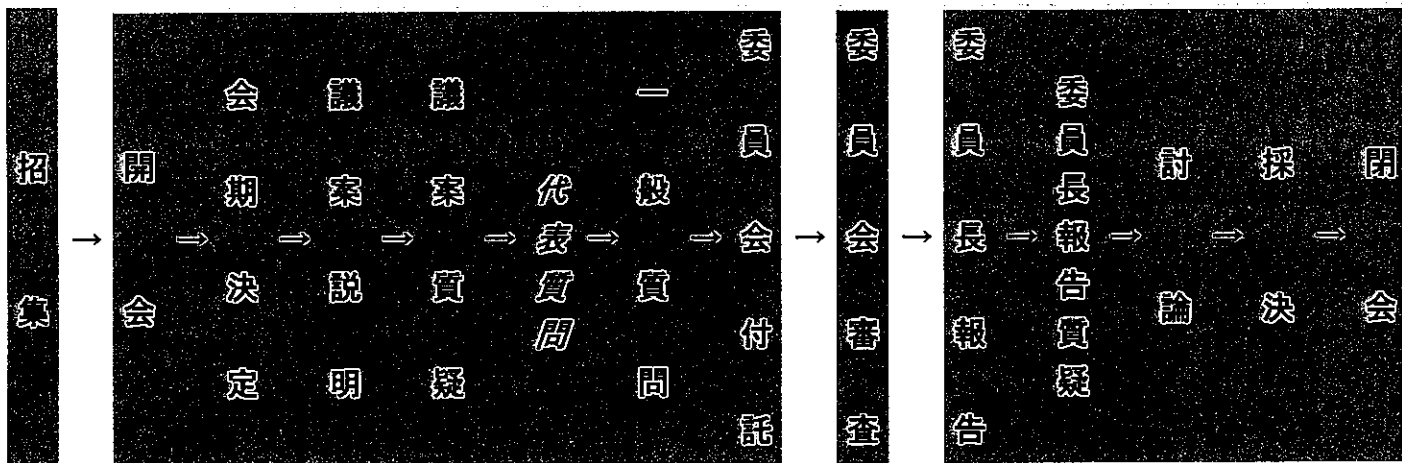 招集
→
開会
⇨
会期決定
⇨
議案説明
⇨
議案質疑
⇨
代表質問
⇨
一般質問
⇨
委員会付託
→
委員会審査
→
委員長報告
⇨
委員長報告質疑
⇨
討論
⇨
採決
⇨
閉会